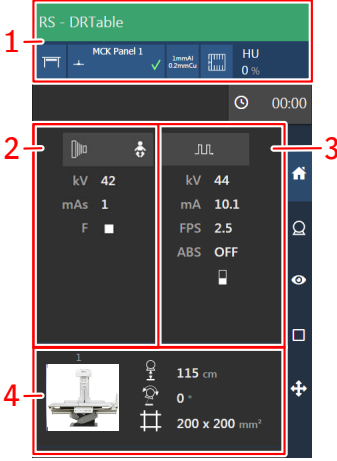 RS - DRTable
MCK Panel 1
1mmAl
0.2mmCu
HU
0 %
1
00:00
2
3
kV 42
mAs 1
F
kV 44
mA 10.1
FPS 2.5
ABS OFF
1
115 cm
0 °
200 x 200 mm²
4